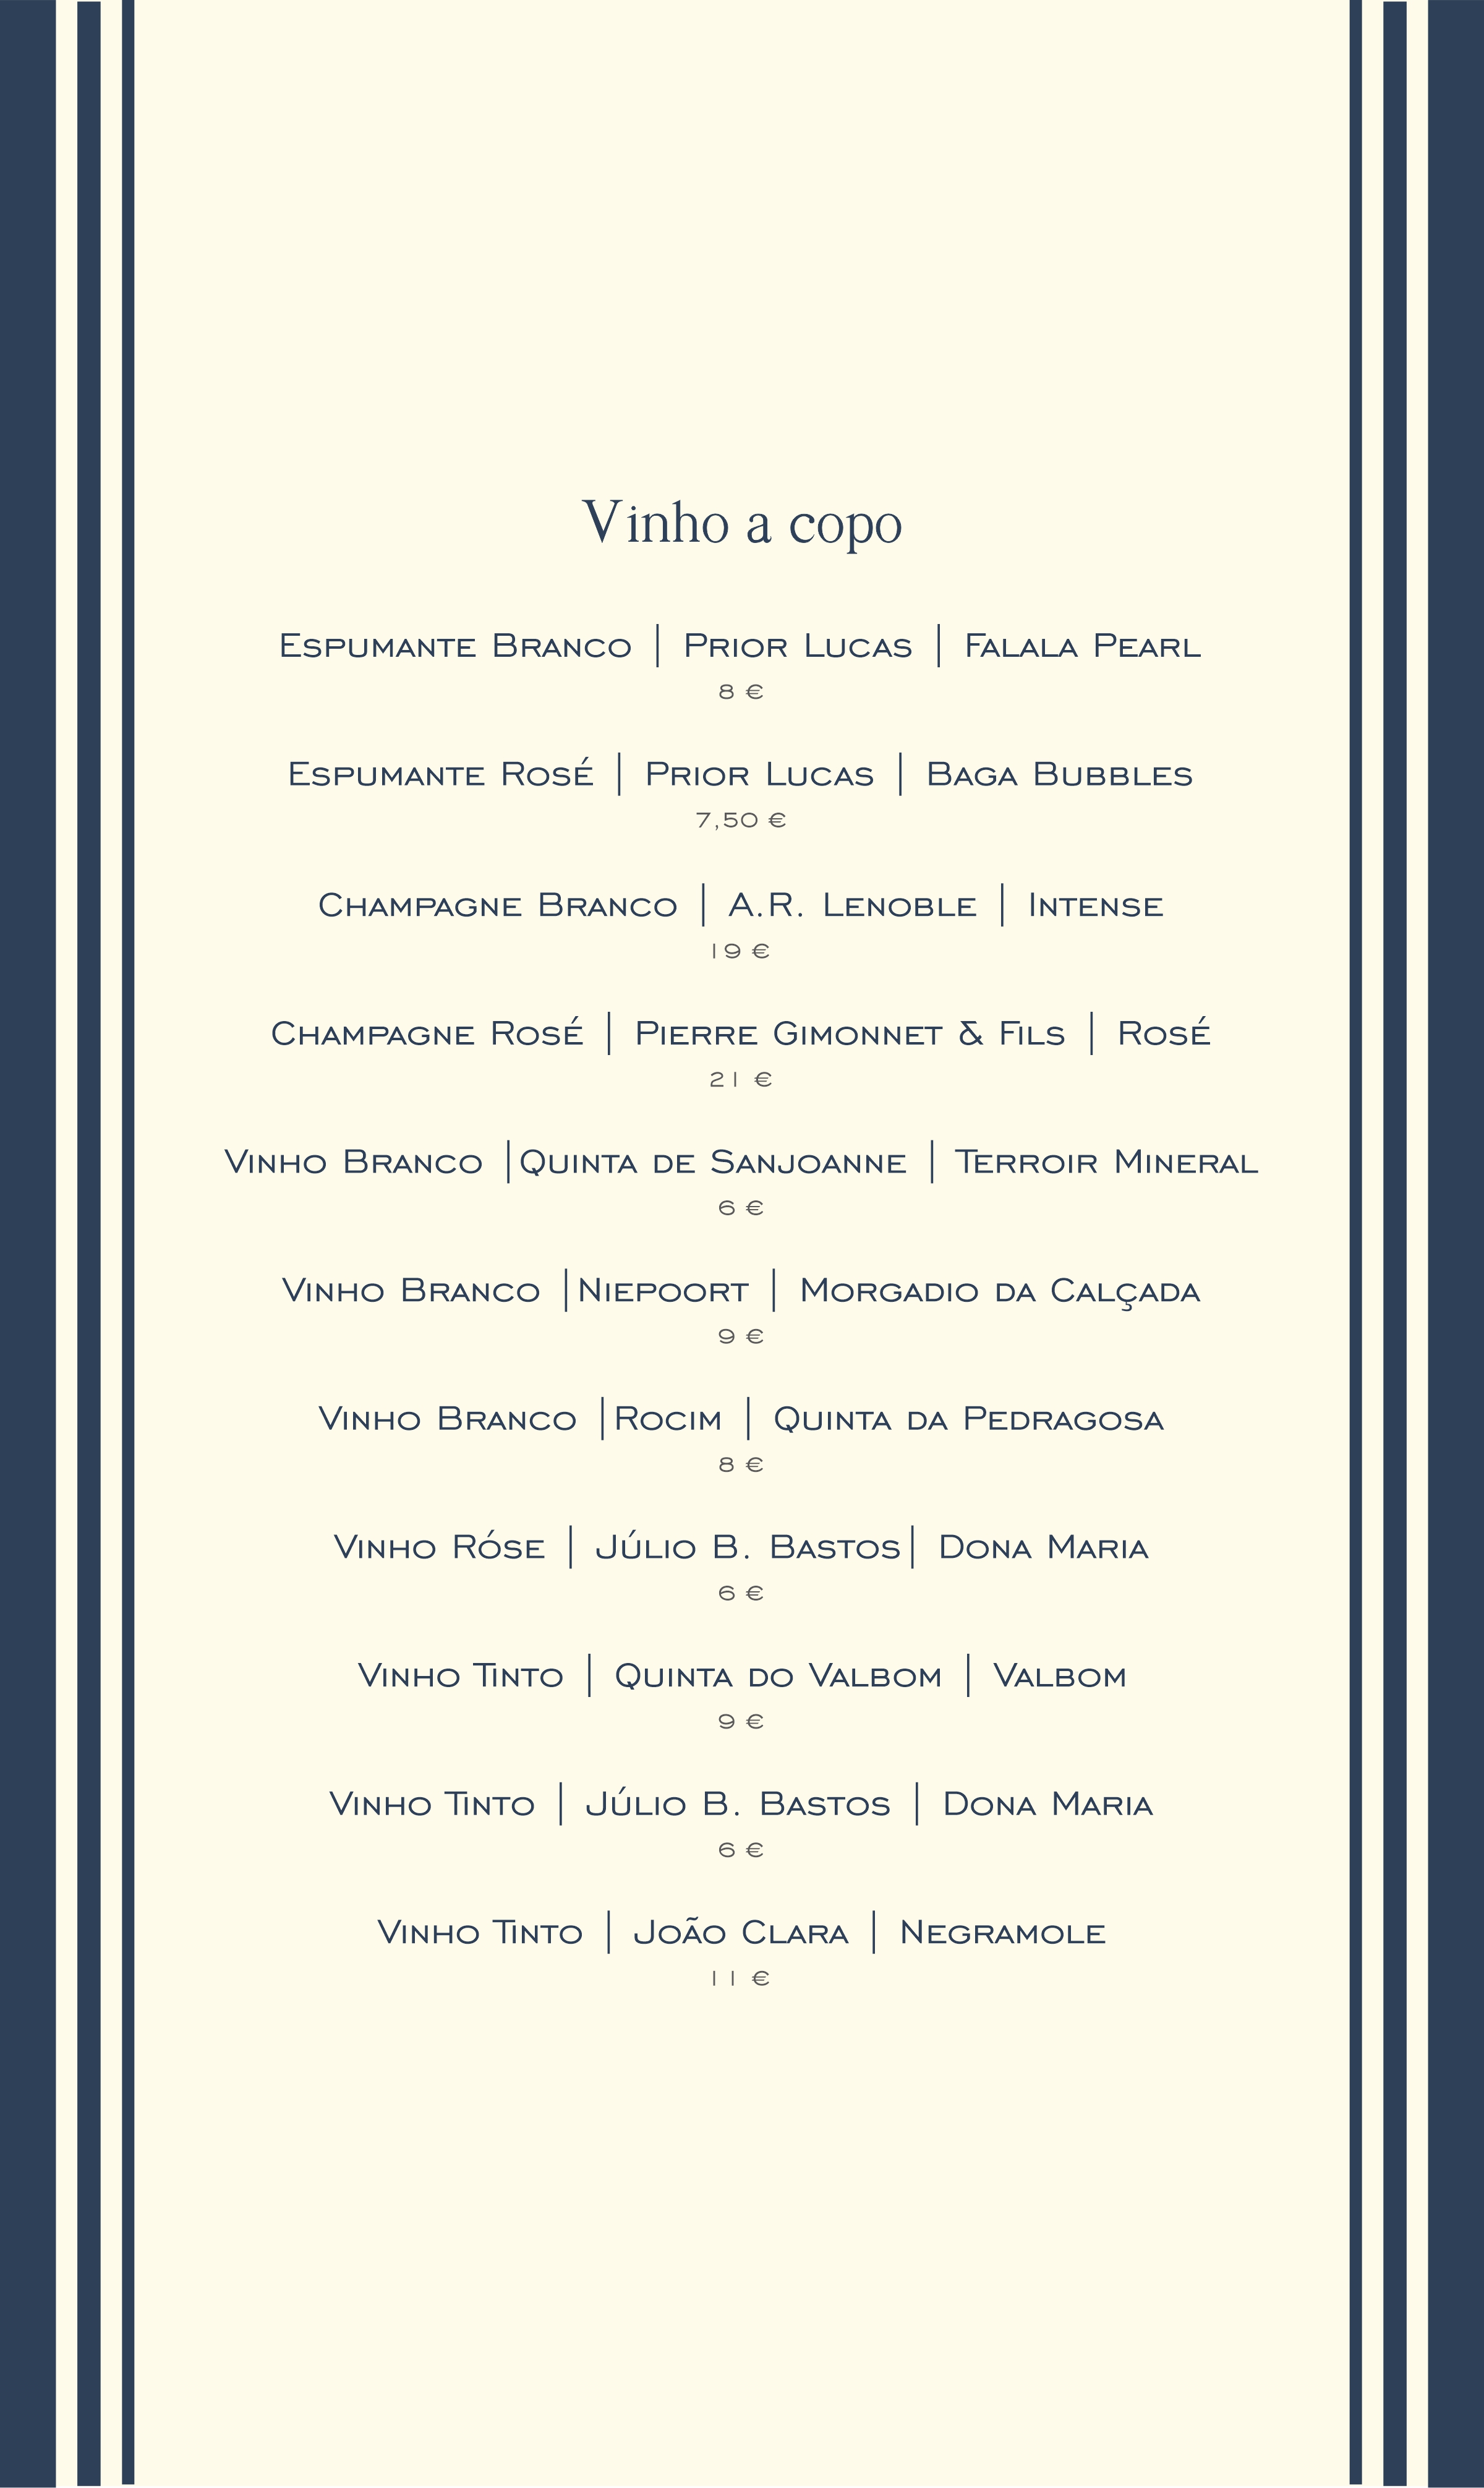 Vinho a copo
Espumante Branco | Prior Lucas | Falala Pearl
8 €
Espumante Rosé | Prior Lucas | Baga Bubbles
7,50 €
Champagne Branco | A.R. Lenoble | Intense
19 €
Champagne Rosé | Pierre Gimonnet & Fils | Rosé
21 €
Vinho Branco |Quinta de Sanjoanne | Terroir Mineral
6 €
Vinho Branco |Niepoort | Morgadio da Calçada
9 €
Vinho Branco |Rocim | Quinta da Pedragosa
8 €
Vinho Róse | Júlio B. Bastos| Dona Maria
6 €
Vinho Tinto | Quinta do Valbom | Valbom
9 €
Vinho Tinto | Júlio B. Bastos | Dona Maria
6 €
Vinho Tinto | João Clara | Negramole
11 €